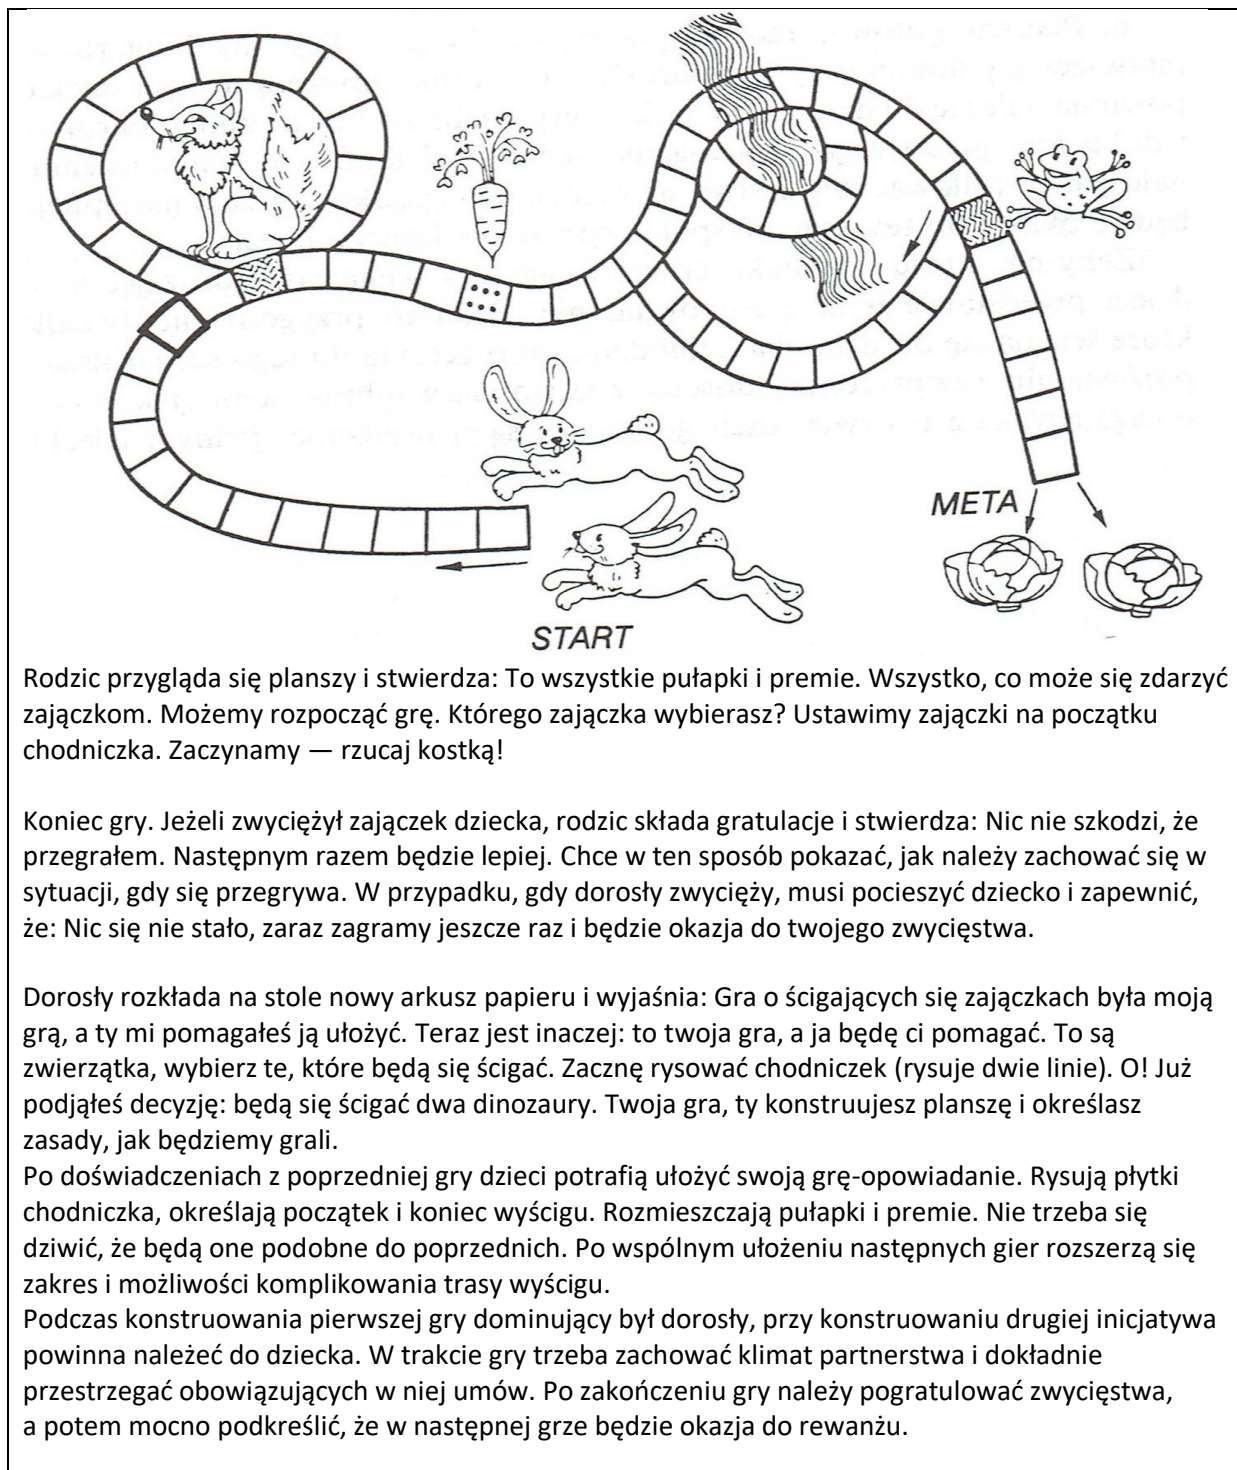 META
START
Rodzic przygląda się planszy i stwierdza: To wszystkie pułapki i premie. Wszystko, co może się zdarzyć
zajączkom. Możemy rozpocząć grę. Którego zajączka wybierasz? Ustawimy zajączki na początku
chodniczka. Zaczynamy — rzucaj kostką!
Koniec gry. Jeżeli zwyciężył zajączek dziecka, rodzic składa gratulacje i stwierdza: Nic nie szkodzi, że
przegrałem. Następnym razem będzie lepiej. Chce w ten sposób pokazać, jak należy zachować się w
sytuacji, gdy się przegrywa. W przypadku, gdy dorosły zwycięży, musi pocieszyć dziecko i zapewnić,
że: Nic się nie stało, zaraz zagramy jeszcze raz i będzie okazja do twojego zwycięstwa.
Dorosły rozkłada na stole nowy arkusz papieru i wyjaśnia: Gra o ścigających się zajączkach była moją
grą, a ty mi pomagałeś ją ułożyć. Teraz jest inaczej: to twoja gra, a ja będę ci pomagać. To są
zwierzątka, wybierz te, które będą się ścigać. Zacznę rysować chodniczek (rysuje dwie linie). O! Już
podjąłeś decyzję: będą się ścigać dwa dinozaury. Twoja gra, ty konstruujesz planszę i określasz
zasady, jak będziemy grali.
Po doświadczeniach z poprzedniej gry dzieci potrafią ułożyć swoją grę-opowiadanie. Rysują płytki
chodniczka, określają początek i koniec wyścigu. Rozmieszczają pułapki i premie. Nie trzeba się
dziwić, że będą one podobne do poprzednich. Po wspólnym ułożeniu następnych gier rozszerzą się
zakres i możliwości komplikowania trasy wyścigu.
Podczas konstruowania pierwszej gry dominujący był dorosły, przy konstruowaniu drugiej inicjatywa
powinna należeć do dziecka. W trakcie gry trzeba zachować klimat partnerstwa i dokładnie
przestrzegać obowiązujących w niej umów. Po zakończeniu gry należy pogratulować zwycięstwa,
a potem mocno podkreślić, że w następnej grze będzie okazja do rewanżu.